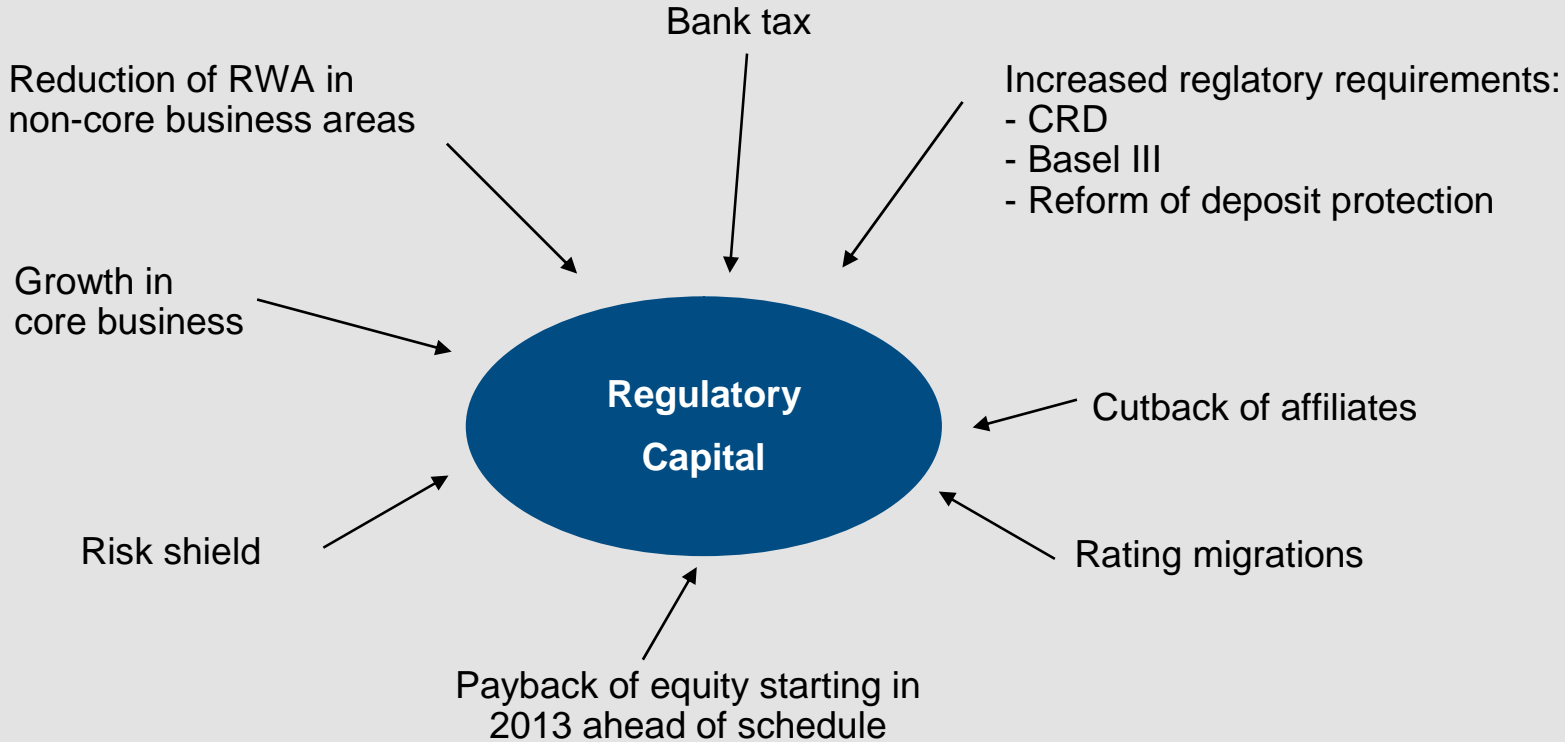 Bank tax
Reduction of RWA in
non-core business areas
Increased reglatory requirements:
- CRD
- Basel III
- Reform of deposit protection
Growth in
core business
Regulatory
Capital
Cutback of affiliates
Risk shield
Rating migrations
Payback of equity starting in
2013 ahead of schedule